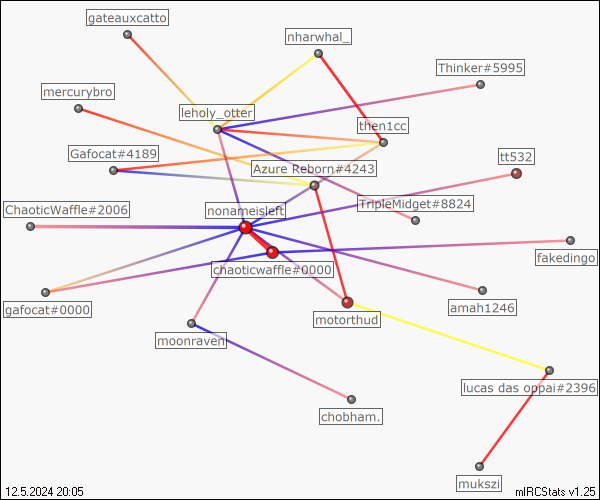 gateauxcatto
nharwhal_
Thinker#5995
mercurybro
leholy_otter
then1cc
Gafocat#4189
tt532
Azure Reborn#4243
ChaoticWaffle#2006
nonameisleft
TripleMidget#8824
fakedingo
chaoticwaffle#0000
gafocat#0000
amah1246
motorthud
moonraven
lucas das oppai#2396
chobham.
mukszi
12.5.2024 20:05
mIRCStats v1.25